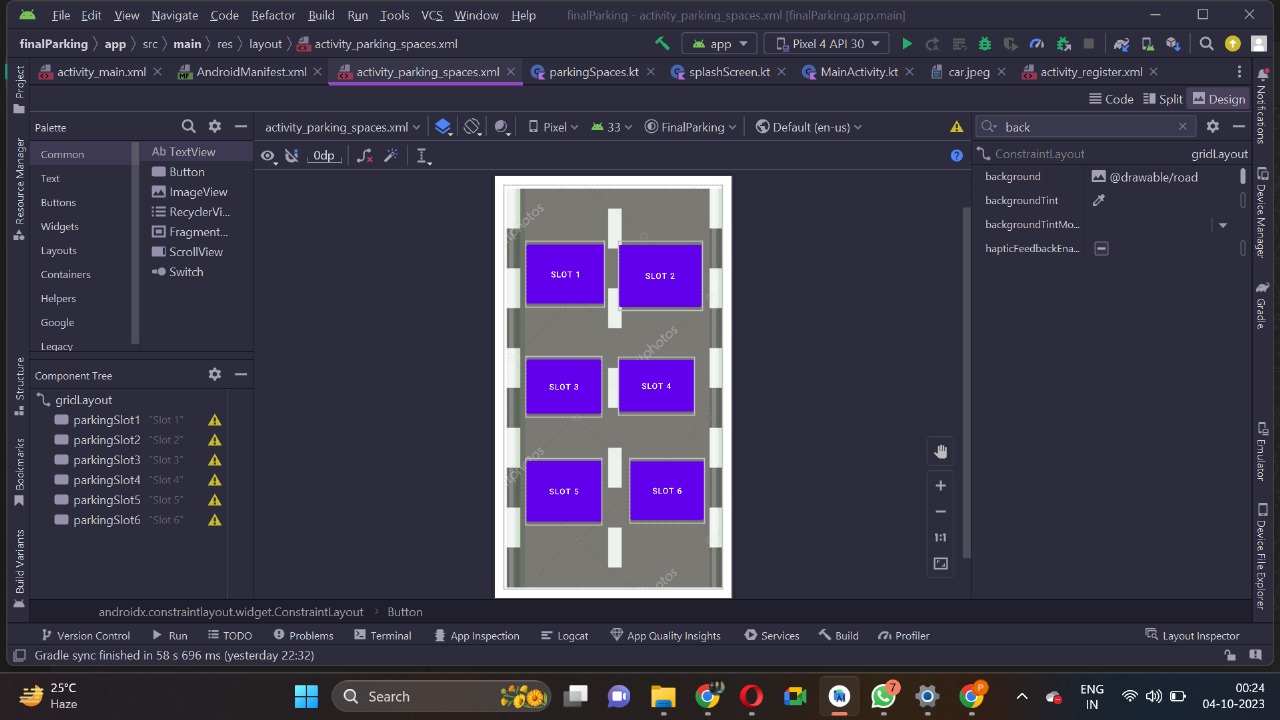 File Edit View Navigate Code Refactor Build Run Tools VCS Window Help finalParking - activity_parking_spaces.xml [finalParking.app.main]
finalParking app src main res layout activity_parking_spaces.xml app Pixel 4 API 30
activity_main.xml AndroidManifest.xml activity_parking_spaces.xml parkingSpaces.kt splushScreen.kt MainActivity.kt car.jpeg activity_register.xml
Code Split Design
Palette activity_parking_spaces.xml Pixel 33 FinalParking Default (en-us) back
Common Ab TextView 0dp ConstraintLayout gridLayout
Text Button background @drawable/road
Buttons ImageView backgroundTint
Widgets RecyclerVi... backgroundTintMo...
Layouts Fragment... hapticFeedbackEna...
Containers ScrollView
Helpers Switch
Google
Legacy
Component Tree
gridLayout
parkingSlot1 "Slot 1"
parkingSlot2 "Slot 2"
parkingSlot3 "Slot 3"
parkingSlot4 "Slot 4"
parkingSlot5 "Slot 5"
parkingSlot6 "Slot 6"
SLOT 1 SLOT 2
SLOT 3 SLOT 4
SLOT 5 SLOT 6
1:1
Project
Resource Manager
Structure
Bookmarks
Build Variants
Notifications
Device Manager
Gradle
Emulator
Device File Explorer
androidx.constraintlayout.widget.ConstraintLayout Button
Version Control Run TODO Problems Terminal App Inspection Logcat App Quality Insights Services Build Profiler Layout Inspector
Gradle sync finished in 58 s 696 ms (yesterday 22:32)
25°C
Haze
Search
7
P
ENG
IN
00:24
04-10-2023